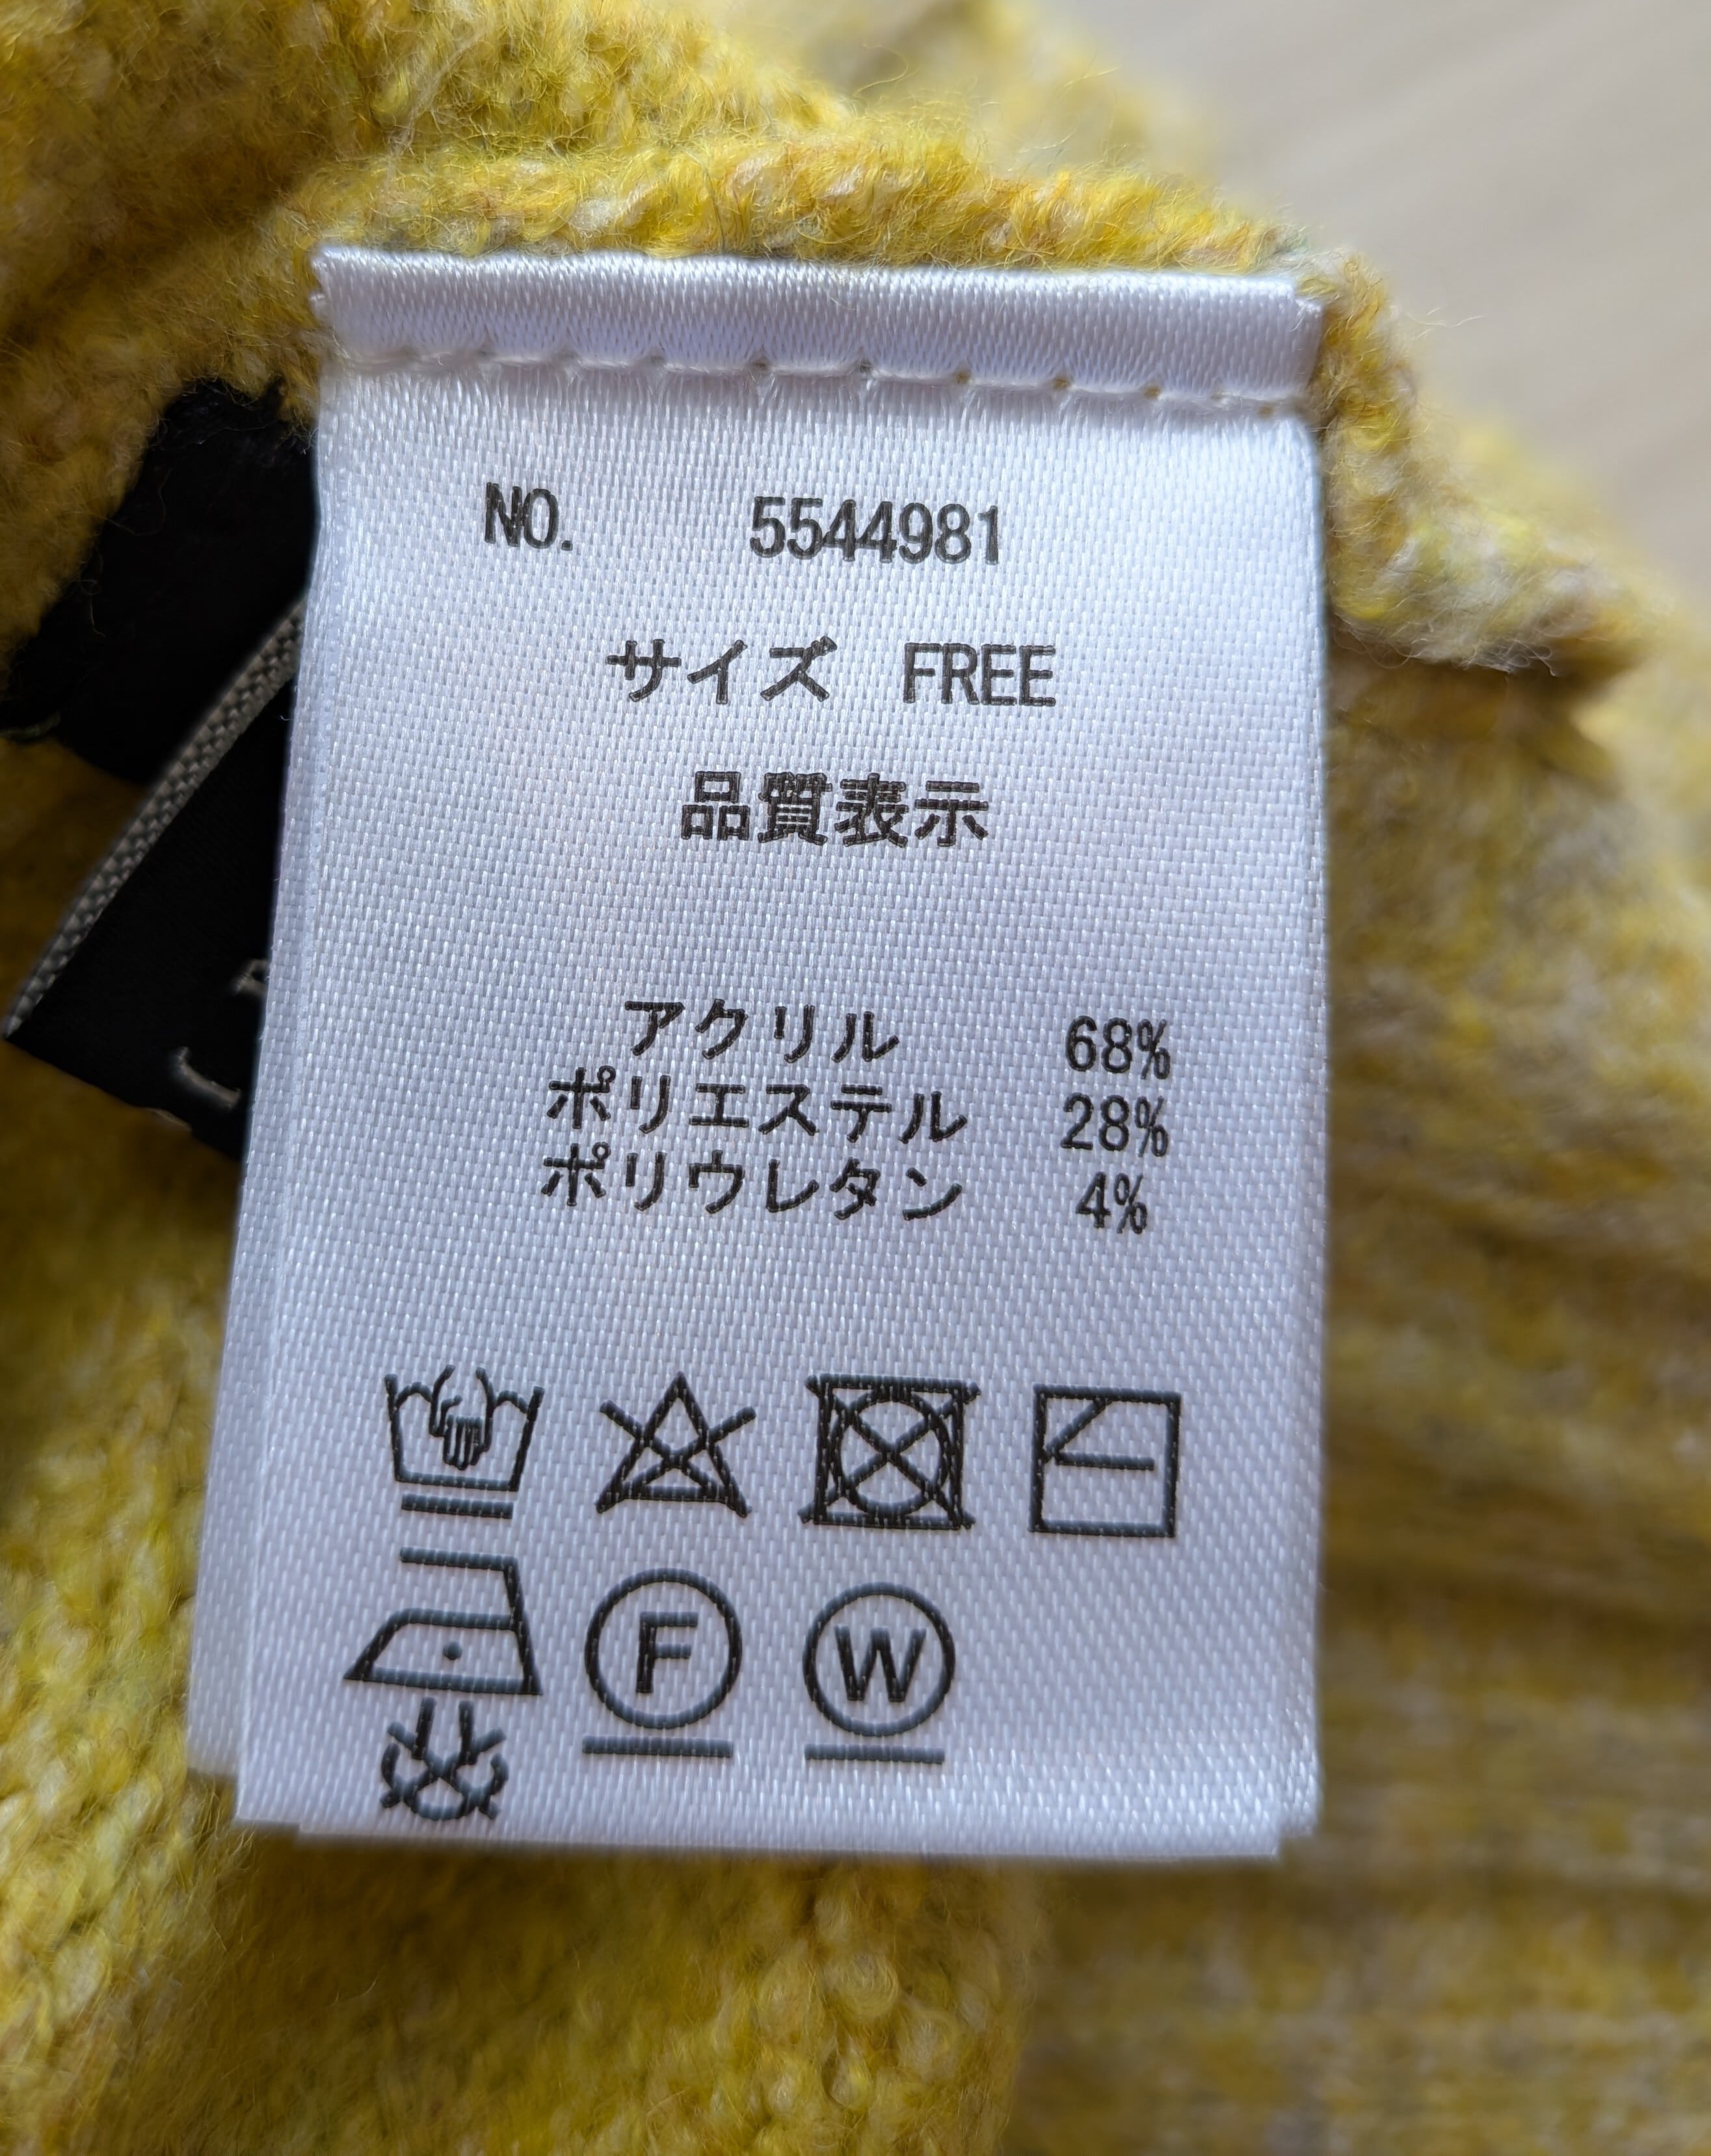 NO. 5544981
サイズ FREE
品質表示
アクリル 68%
ポリエステル 28%
ポリウレタン 4%
F W